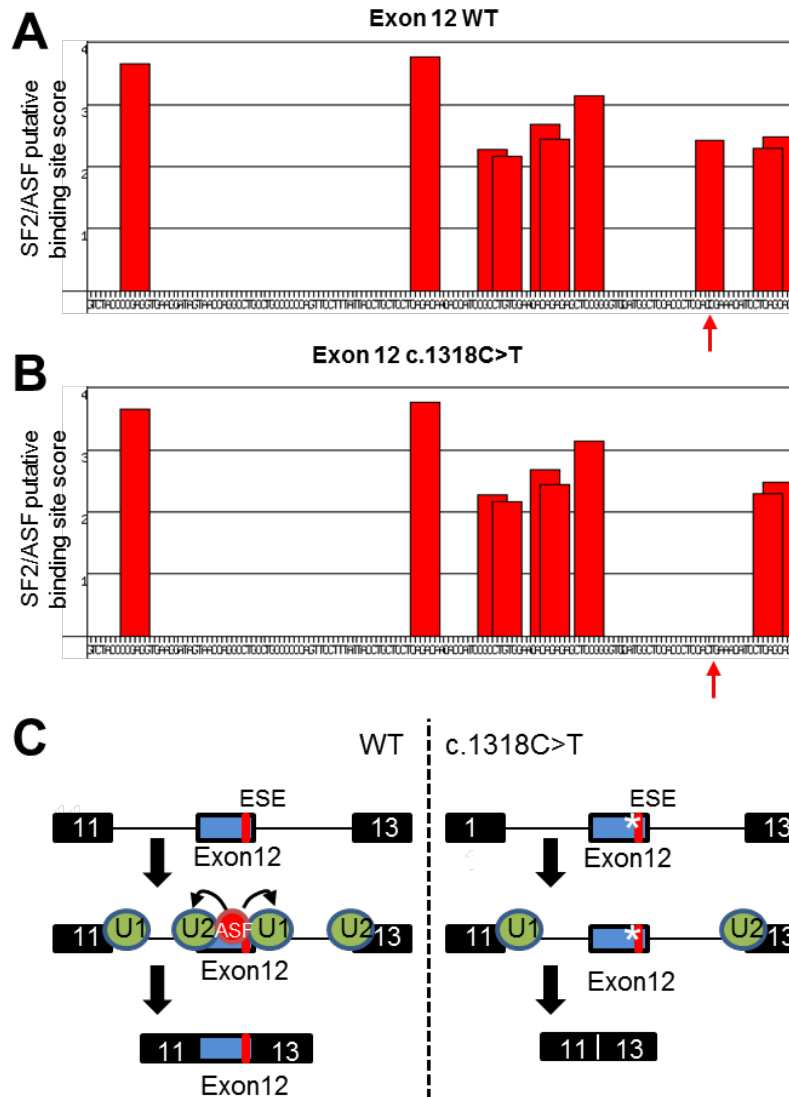 A
Exon 12 WT
SF2/ASF putative
binding site score
4
3
2
1
B
Exon 12 c.1318C>T
SF2/ASF putative
binding site score
4
3
2
1
C
WT
c.1318C>T
ESE
ESE
11
13
1
13
Exon12
Exon12
11
U1
U2
ASF
U1
U2
13
11
U1
U2
13
Exon12
Exon12
11
13
11
13
Exon12